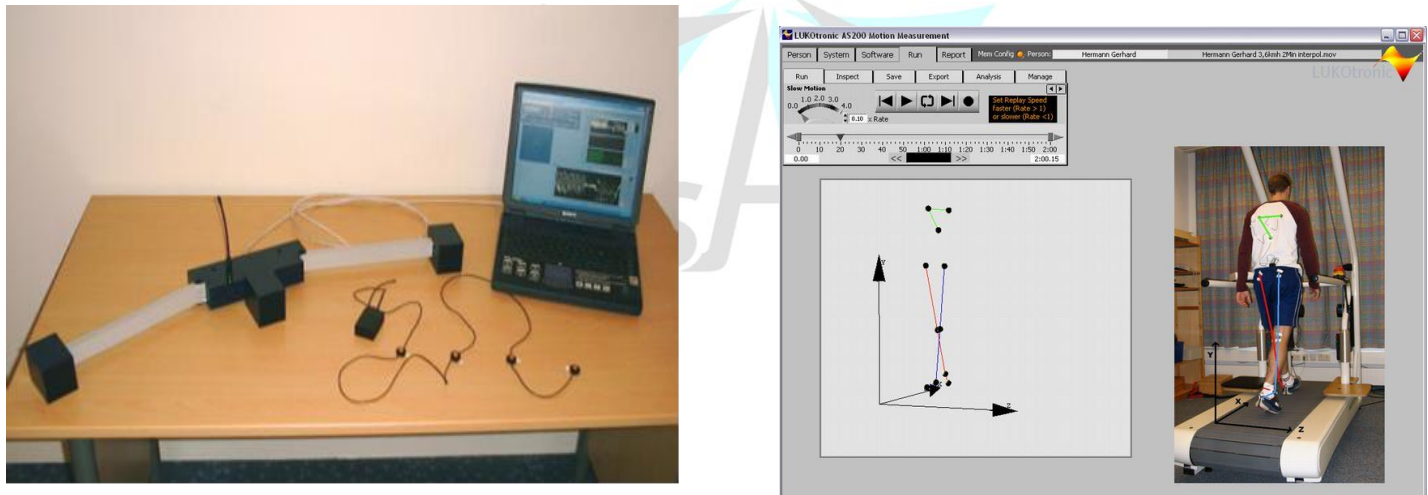 SONY
LUKOtronic AS200 Motion Measurement
Person System Software Run Report Mem Config Person: Hermann Gerhard Hermann Gerhard 3,6kmh 2Min interpol.mov
LUKOtronic
Run Inspect Save Export Analysis Manage
Slow Motion
0.0 1.0 2.0 3.0 4.0
0.10 x Rate
Set Replay Speed
faster (Rate > 1)
or slower (Rate <1)
0 10 20 30 40 50 1:00 1:10 1:20 1:30 1:40 1:50 2:00
0.00 << >> 2:00.15
Y
Z
Y
X
Z